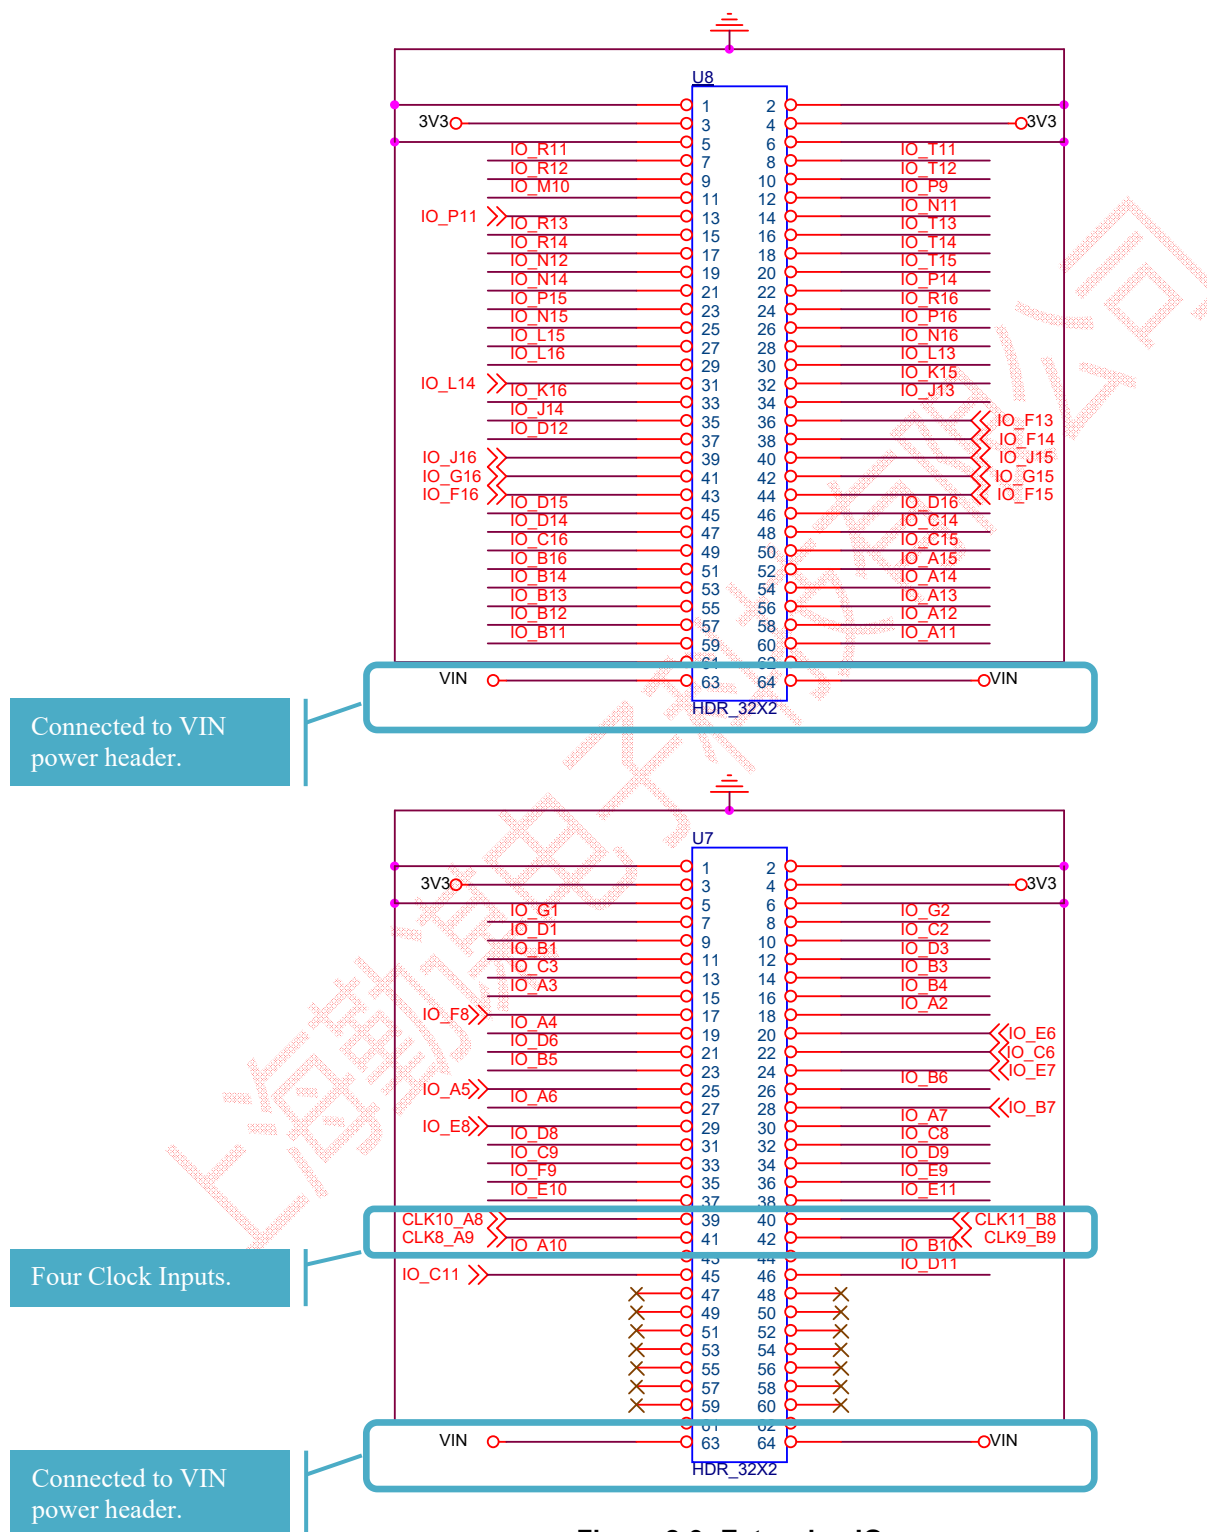 U8
1 2
3V3 3 4 3V3
5 6
IO_R11 7 8 IO_T11
IO_R12 9 10 IO_T12
IO_M10 11 12 IO_P9
IO_P11 13 14 IO_N11
IO_R13 15 16 IO_T13
IO_R14 17 18 IO_T14
IO_N12 19 20 IO_T15
IO_N14 21 22 IO_P14
IO_P15 23 24 IO_R16
IO_N15 25 26 IO_P16
IO_L15 27 28 IO_N16
IO_L16 29 30 IO_L13
IO_L14 31 32 IO_K15
IO_K16 33 34 IO_J13
IO_J14 35 36 IO_F13
IO_D12 37 38 IO_F14
IO_J16 39 40 IO_J15
IO_G16 41 42 IO_G15
IO_F16 43 44 IO_F15
IO_D15 45 46 IO_D16
IO_D14 47 48 IO_C14
IO_C16 49 50 IO_C15
IO_B16 51 52 IO_A15
IO_B14 53 54 IO_A14
IO_B13 55 56 IO_A13
IO_B12 57 58 IO_A12
IO_B11 59 60 IO_A11
61 62
VIN 63 64 VIN
HDR_32X2
Connected to VIN
power header.
U7
1 2
3V3 3 4 3V3
5 6
IO_G1 7 8 IO_G2
IO_D1 9 10 IO_C2
IO_B1 11 12 IO_D3
IO_C3 13 14 IO_B3
IO_A3 15 16 IO_B4
IO_F8 17 18 IO_A2
IO_A4 19 20 IO_E6
IO_D6 21 22 IO_C6
IO_B5 23 24 IO_E7
IO_A5 25 26 IO_B6
IO_A6 27 28 IO_B7
IO_E8 29 30 IO_A7
IO_D8 31 32 IO_C8
IO_C9 33 34 IO_D9
IO_F9 35 36 IO_E9
IO_E10 37 38 IO_E11
CLK10_A8 39 40 CLK11_B8
CLK8_A9 41 42 CLK9_B9
IO_A10 43 44 IO_B10
IO_C11 45 46 IO_D11
47 48
49 50
51 52
53 54
55 56
57 58
59 60
61 62
VIN 63 64 VIN
HDR_32X2
Four Clock Inputs.
Connected to VIN
power header.